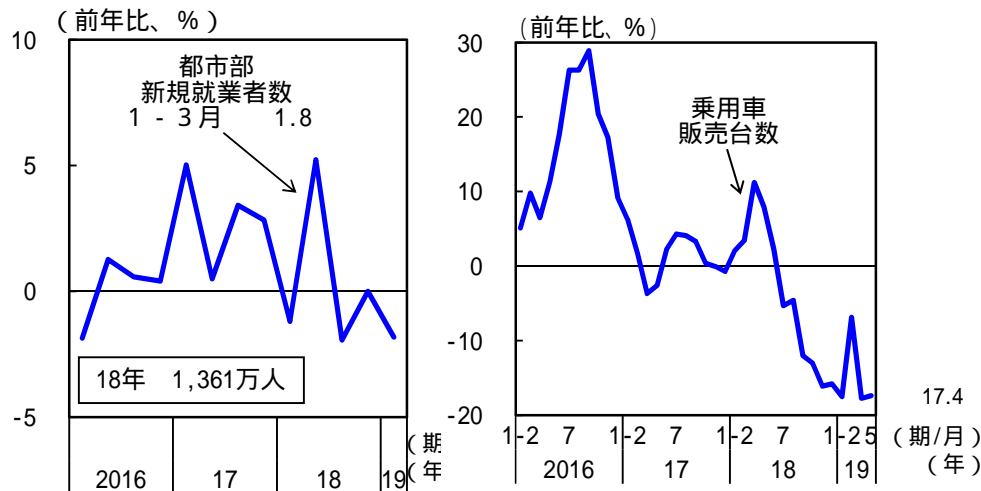 （前年比、％）
10
5
0
-5
都市部
新規就業者数
1 - 3月 1.8
18年 1,361万人
2016 17 18 19
（期
（年
（前年比、％）
30
20
10
0
-10
-20
乗用車
販売台数
17.4
1-2 7 1-2 7 1-2 7 1-2 5 （期/月）
2016 17 18 19 （年）